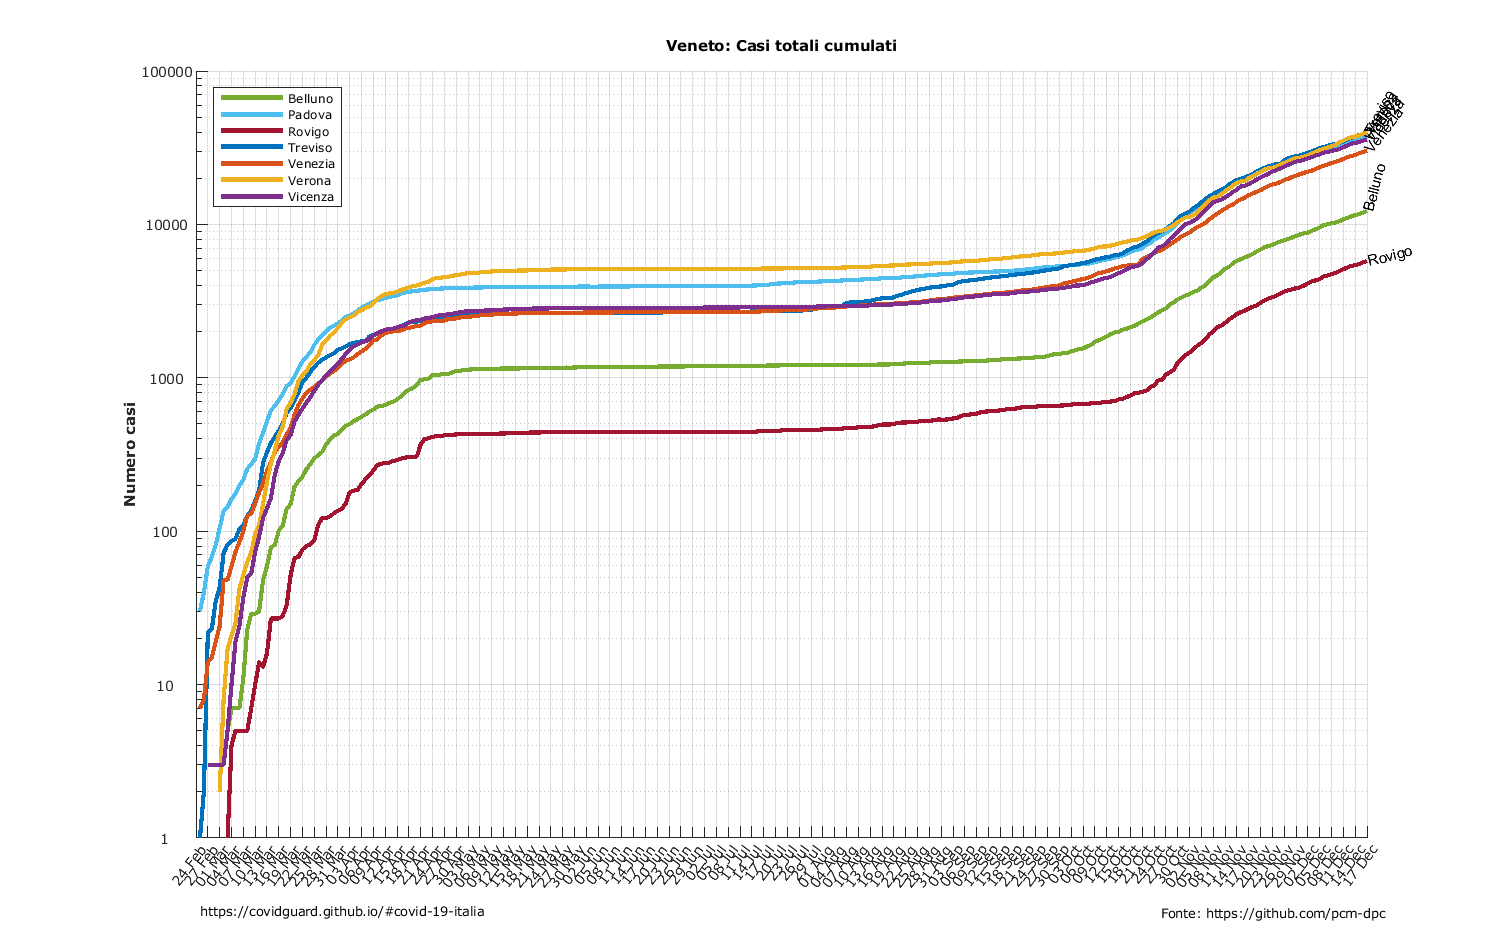 Veneto: Casi totali cumulati
100000
10000
1000
100
10
1
Numero casi
Belluno
Padova
Rovigo
Treviso
Venezia
Verona
Vicenza
Venezia
Belluno
Rovigo
24 Feb
27 Feb
01 Mar
04 Mar
07 Mar
10 Mar
13 Mar
16 Mar
19 Mar
22 Mar
25 Mar
28 Mar
31 Mar
03 Apr
06 Apr
09 Apr
12 Apr
15 Apr
18 Apr
21 Apr
24 Apr
27 Apr
30 Apr
03 May
06 May
09 May
12 May
15 May
18 May
21 May
24 May
27 May
30 May
02 Jun
05 Jun
08 Jun
11 Jun
14 Jun
17 Jun
20 Jun
23 Jun
26 Jun
29 Jun
02 Jul
05 Jul
08 Jul
11 Jul
14 Jul
17 Jul
20 Jul
23 Jul
26 Jul
29 Jul
01 Aug
04 Aug
07 Aug
10 Aug
13 Aug
16 Aug
19 Aug
22 Aug
25 Aug
28 Aug
31 Aug
03 Sep
06 Sep
09 Sep
12 Sep
15 Sep
18 Sep
21 Sep
24 Sep
27 Sep
30 Sep
03 Oct
06 Oct
09 Oct
12 Oct
15 Oct
18 Oct
21 Oct
24 Oct
27 Oct
30 Oct
02 Nov
05 Nov
08 Nov
11 Nov
14 Nov
17 Nov
20 Nov
23 Nov
26 Nov
29 Nov
02 Dec
05 Dec
08 Dec
11 Dec
14 Dec
17 Dec
https://covidguard.github.io/#covid-19-italia
Fonte: https://github.com/pcm-dpc